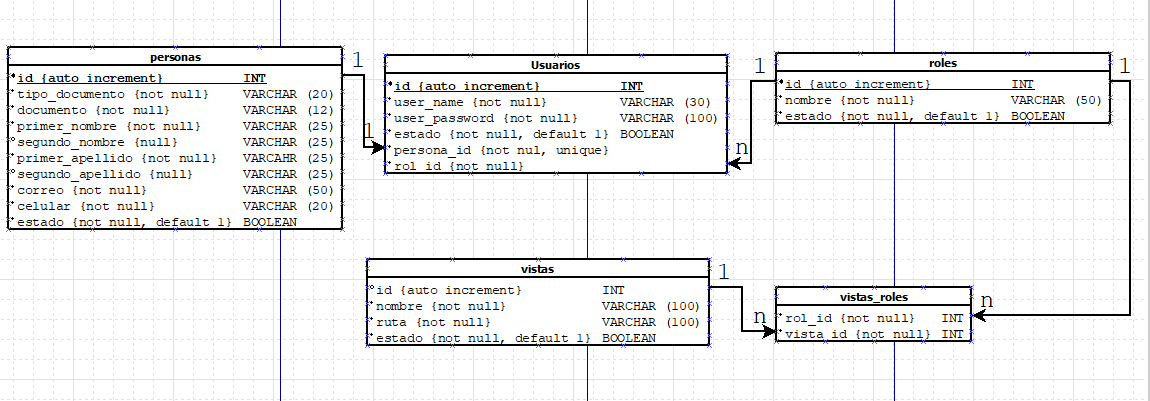 personas
id {auto increment} INT
tipo_documento {not null} VARCHAR (20)
documento {not null} VARCHAR (12)
primer_nombre {not null} VARCHAR (25)
segundo_nombre {null} VARCHAR (25)
primer_apellido {not null} VARCAHR (25)
segundo_apellido {null} VARCHAR (25)
correo {not null} VARCHAR (50)
celular {not null} VARCHAR (20)
estado {not null, default 1} BOOLEAN
1
1
Usuarios
id {auto increment} INT
user_name {not null} VARCHAR (30)
user_password {not null} VARCHAR (100)
estado {not null, default 1} BOOLEAN
persona_id {not nul, unique}
rol_id {not null}
1
n
roles
id {auto increment} INT
nombre {not null} VARCHAR (50)
estado {not null, default 1} BOOLEAN
1
n
vistas
id {auto increment} INT
nombre {not null} VARCHAR (100)
ruta {not null} VARCHAR (100)
estado {not null, default 1} BOOLEAN
1
n
vistas_roles
rol_id {not null} INT
vista_id {not null} INT